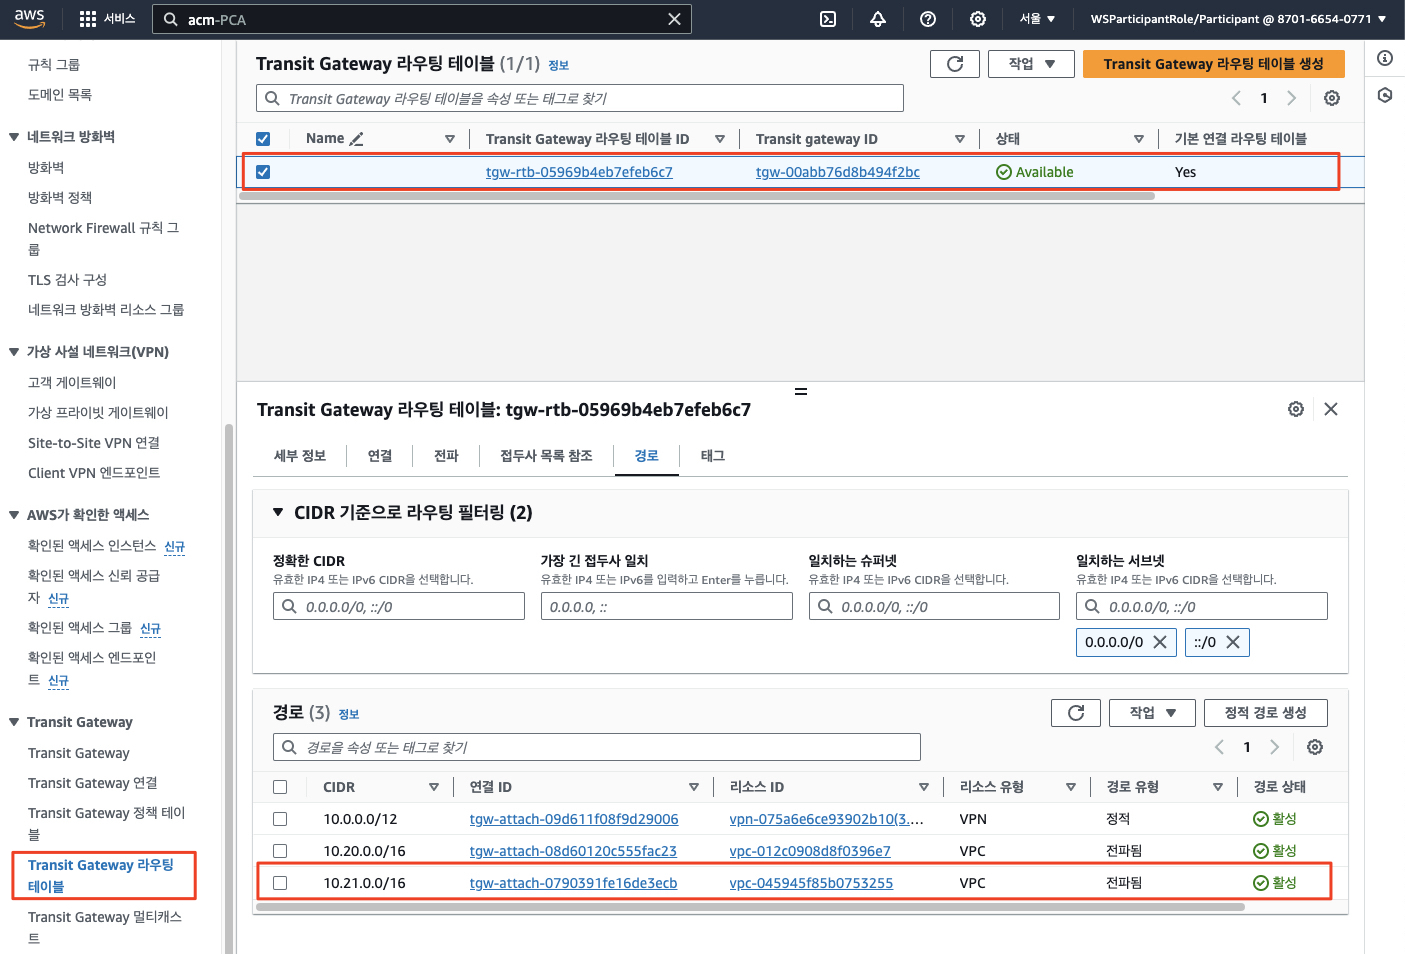 aws
서비스
acm-PCA
서울
WSParticipantRole/Participant @ 8701-6654-0771
규칙 그룹
도메인 목록
네트워크 방화벽
방화벽
방화벽 정책
Network Firewall 규칙 그
룹
TLS 검사 구성
네트워크 방화벽 리소스 그룹
가상 사설 네트워크(VPN)
고객 게이트웨이
가상 프라이빗 게이트웨이
Site-to-Site VPN 연결
Client VPN 엔드포인트
AWS가 확인한 액세스
확인된 액세스 인스턴스 신규
확인된 액세스 신뢰 공급
자 신규
확인된 액세스 그룹 신규
확인된 액세스 엔드포인
트 신규
Transit Gateway
Transit Gateway
Transit Gateway 연결
Transit Gateway 정책 테이
블
Transit Gateway 라우팅
테이블
Transit Gateway 멀티캐스
트
Transit Gateway 라우팅 테이블 (1/1) 정보
작업
Transit Gateway 라우팅 테이블 생성
Transit Gateway 라우팅 테이블을 속성 또는 태그로 찾기
1
Name Transit Gateway 라우팅 테이블 ID Transit gateway ID 상태 기본 연결 라우팅 테이블
tgw-rtb-05969b4eb7efeb6c7 tgw-00abb76d8b494f2bc Available Yes
Transit Gateway 라우팅 테이블: tgw-rtb-05969b4eb7efeb6c7
세부 정보 연결 전파 접두사 목록 참조 경로 태그
CIDR 기준으로 라우팅 필터링 (2)
정확한 CIDR 가장 긴 접두사 일치 일치하는 슈퍼넷 일치하는 서브넷
유효한 IP4 또는 IPv6 CIDR을 선택합니다. 유효한 IP4 또는 IPv6를 입력하고 Enter를 누릅니다. 유효한 IP4 또는 IPv6 CIDR을 선택합니다. 유효한 IP4 또는 IPv6 CIDR을 선택합니다.
0.0.0.0/0, ::/0 0.0.0.0, :: 0.0.0.0/0, ::/0 0.0.0.0/0, ::/0
0.0.0.0/0 ::/0
경로 (3) 정보
작업
정적 경로 생성
경로을 속성 또는 태그로 찾기
1
CIDR 연결 ID 리소스 ID 리소스 유형 경로 유형 경로 상태
10.0.0.0/12 tgw-attach-09d611f08f9d29006 vpn-075a6e6ce93902b10(3.... VPN 정적 활성
10.20.0.0/16 tgw-attach-08d60120c555fac23 vpc-012c0908d8f0396e7 VPC 전파됨 활성
10.21.0.0/16 tgw-attach-0790391fe16de3ecb vpc-045945f85b0753255 VPC 전파됨 활성